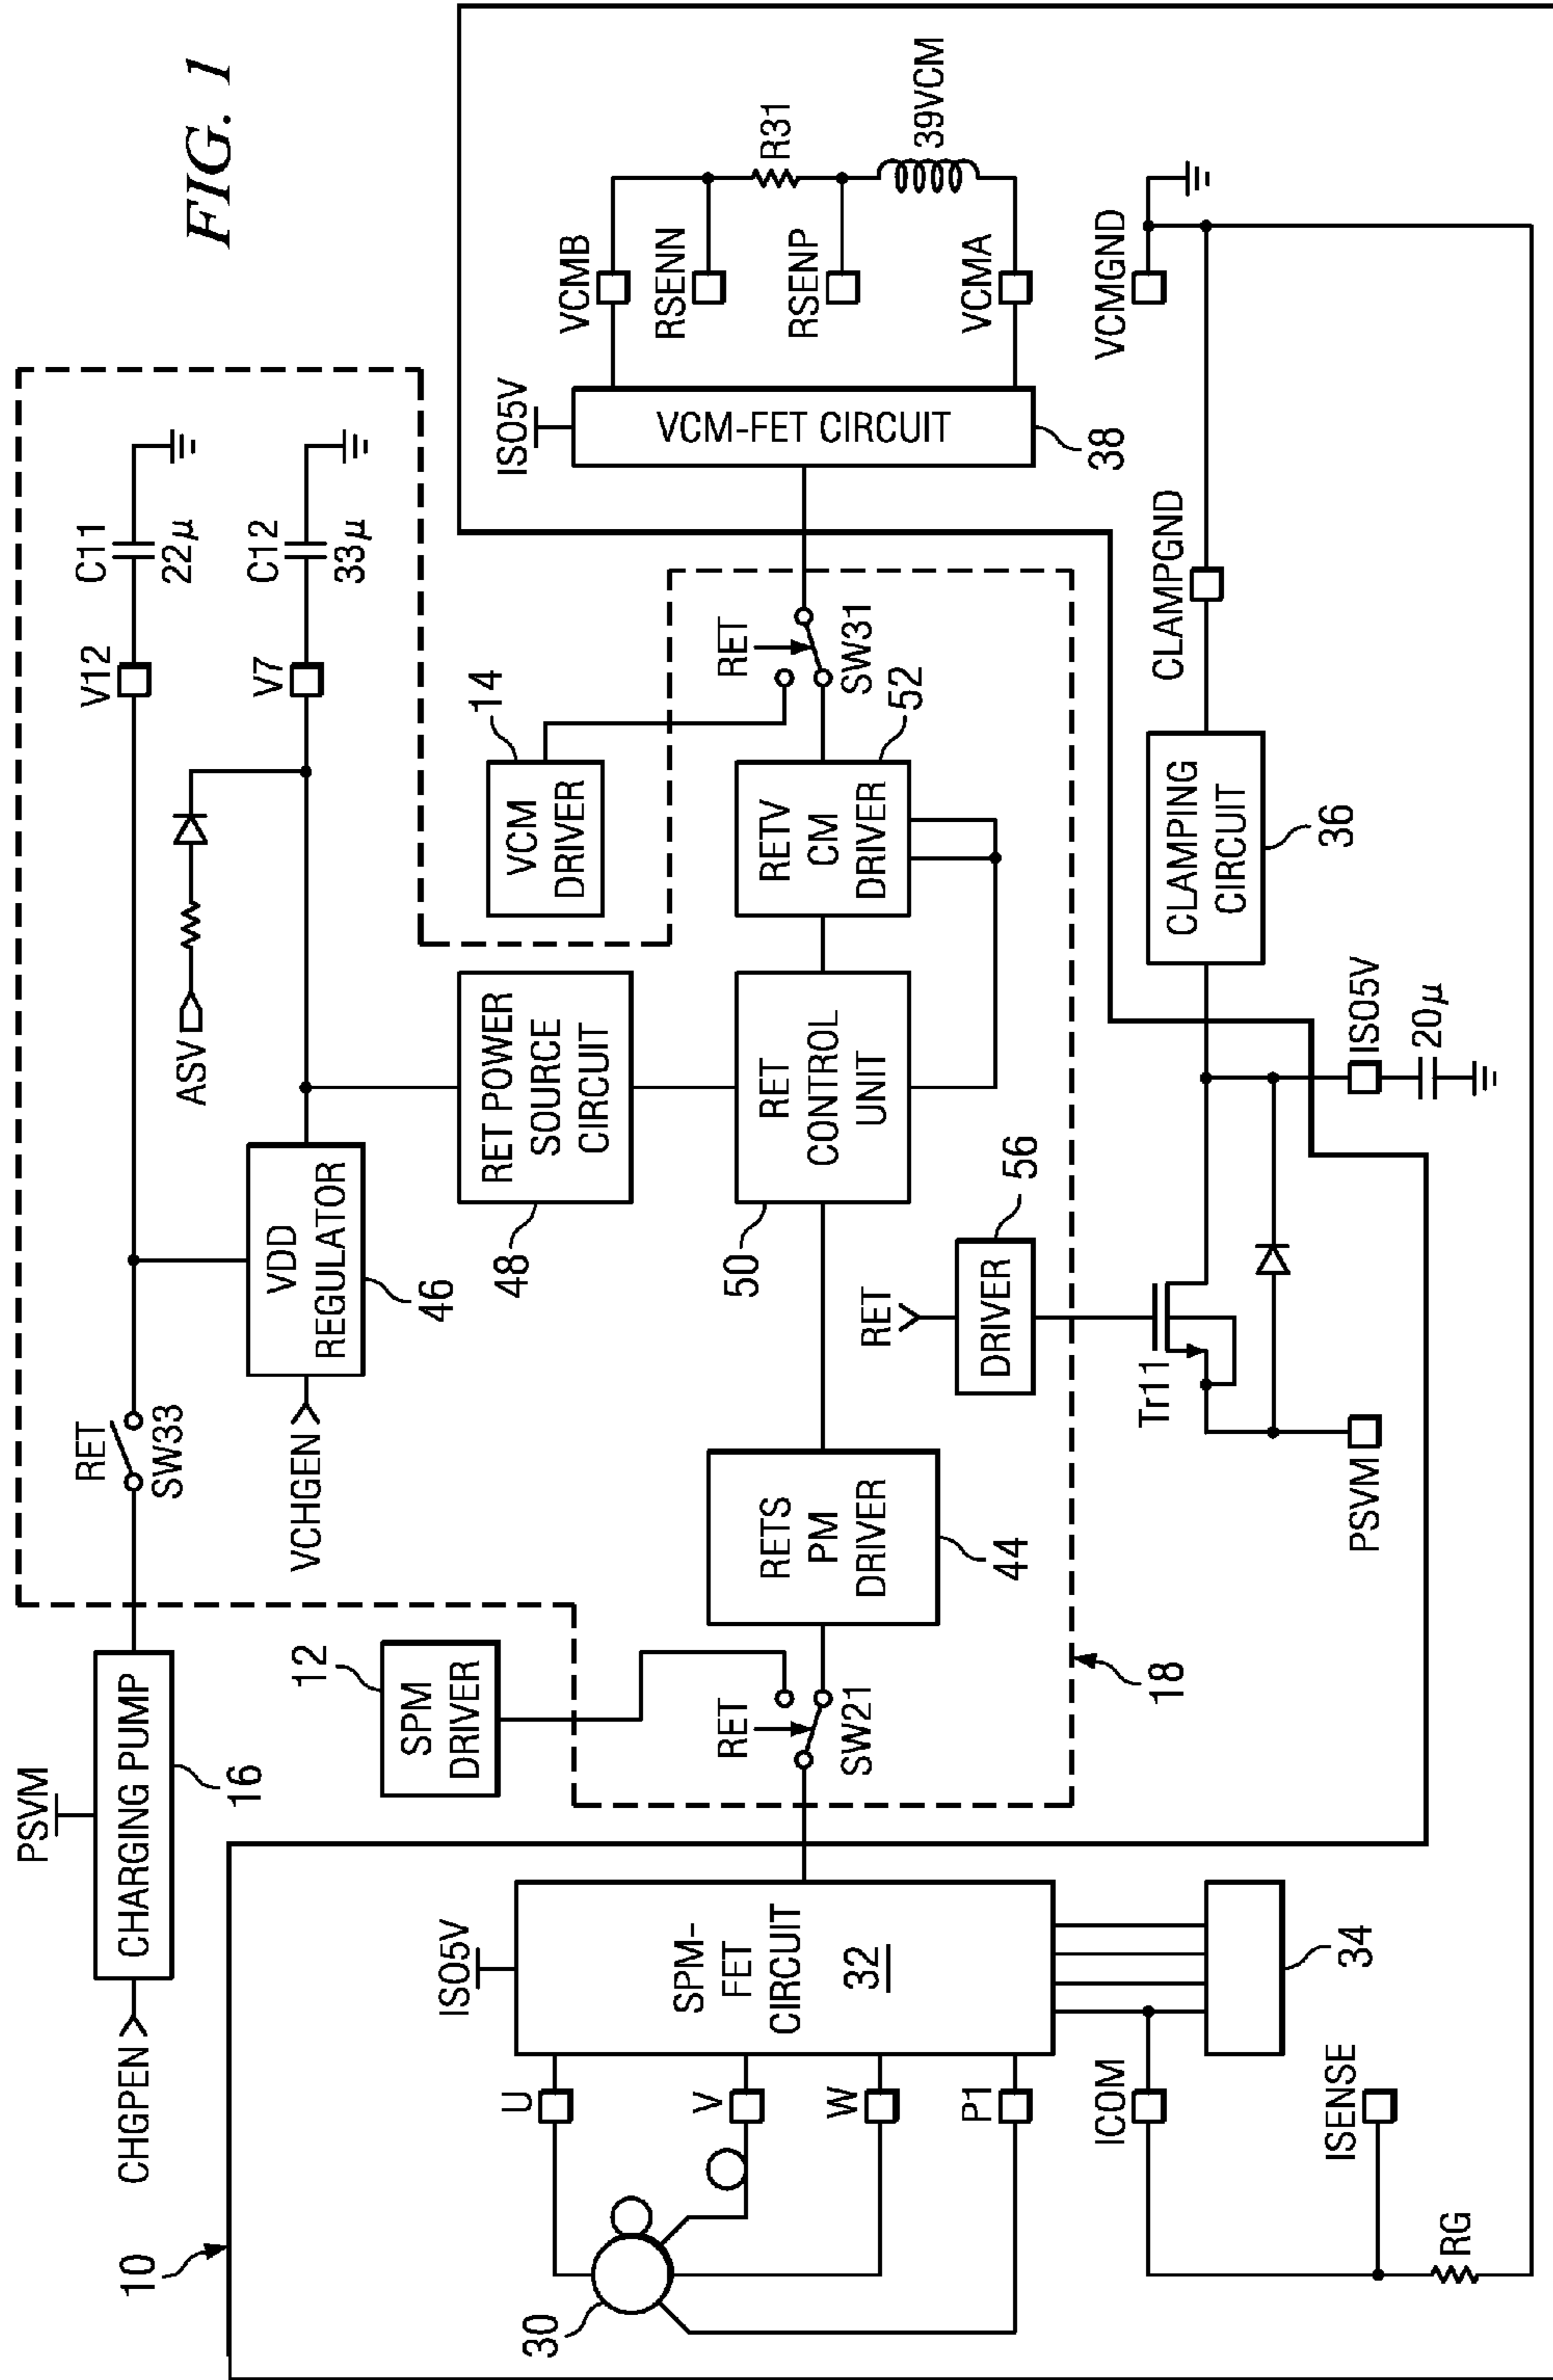 FIG. 1
PSVM
CHGPEN
CHARGING PUMP
16
RET
SW33
VCHGEN
VDD
REGULATOR
46
ASV
V12
C11
22µ
V7
C12
33µ
10
12
SPM
DRIVER
RET POWER
SOURCE
CIRCUIT
48
14
VCM
DRIVER
ISO5V
SPM-
FET
CIRCUIT
32
U
V
W
P1
30
RET
SW21
RETS
PM
DRIVER
44
RET
CONTROL
UNIT
50
RETV
CM
DRIVER
52
RET
SW31
ISO5V
VCM-FET CIRCUIT
38
VCMB
RSENN
RSENP
VCMA
R31
39VCM
RET
DRIVER
56
18
ICOM
ISENSE
34
RG
Tr11
PSVM
ISO5V
20µ
CLAMPING
CIRCUIT
36
CLAMPGND
VCMGND